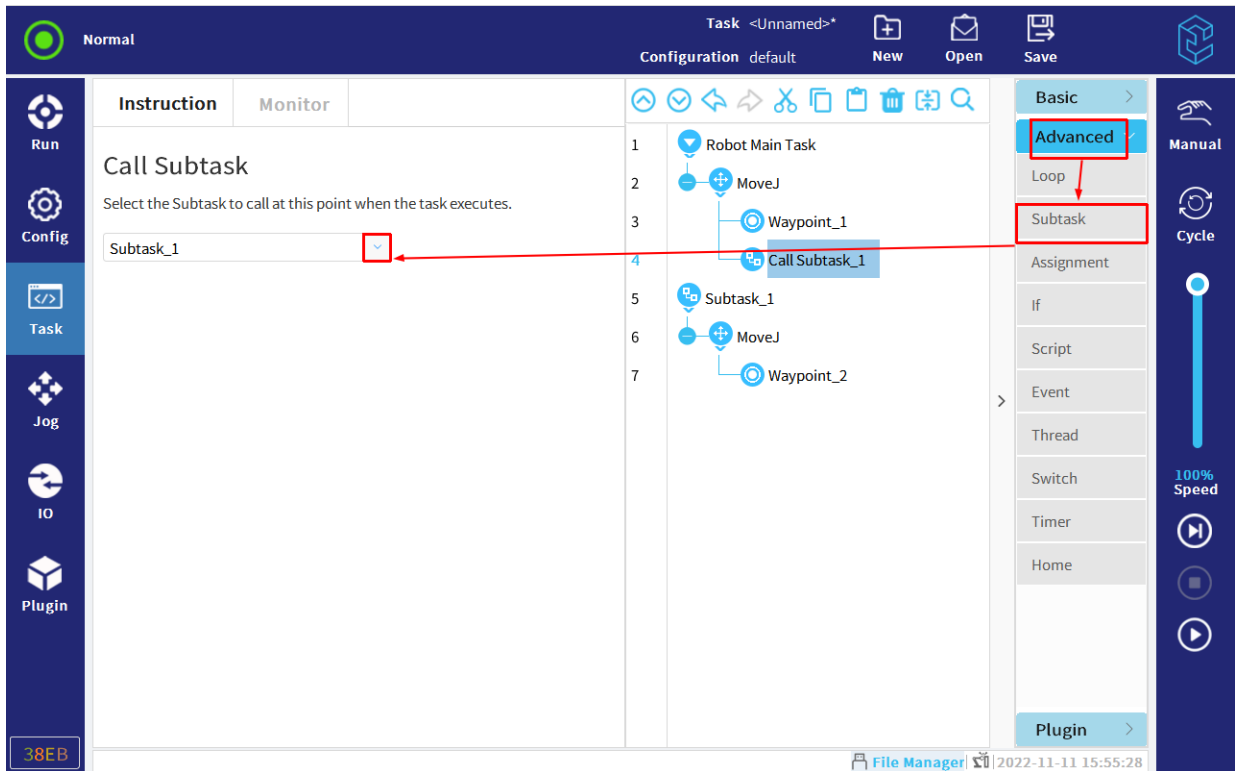 Normal
Task <Unnamed>*
Configuration default
New
Open
Save
Run
Config
Task
Jog
IO
Plugin
38EB
Instruction
Monitor
Call Subtask
Select the Subtask to call at this point when the task executes.
Subtask_1
1 Robot Main Task
2 MoveJ
3 Waypoint_1
4 Call Subtask_1
5 Subtask_1
6 MoveJ
7 Waypoint_2
Basic
Advanced
Loop
Subtask
Assignment
If
Script
Event
Thread
Switch
Timer
Home
Plugin
Manual
Cycle
100%
Speed
File Manager
2022-11-11 15:55:28